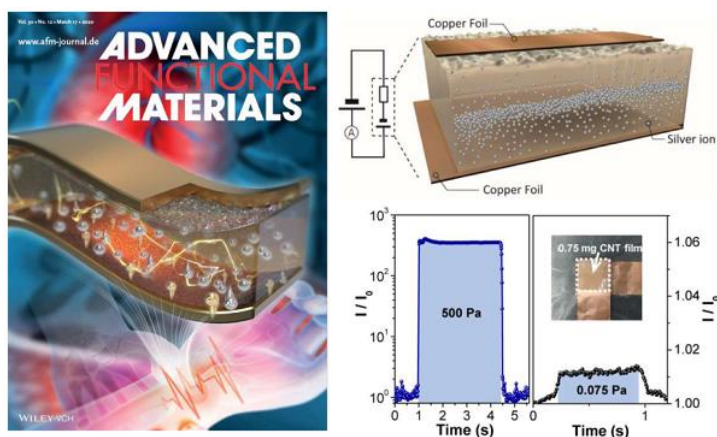 Vol. 30 • No. 12 • March 17 • 2020
www.afm-journal.de
ADVANCED
FUNCTIONAL
MATERIALS
WILEY-VCH
Copper Foil
A
Silver ion
Copper Foil
10³
10²
10¹
10⁰
I / I₀
500 Pa
0 1 2 3 4 5
Time (s)
0.75 mg CNT film
0.075 Pa
0 1
Time (s)
1.06
1.04
1.02
1.00
I / I₀